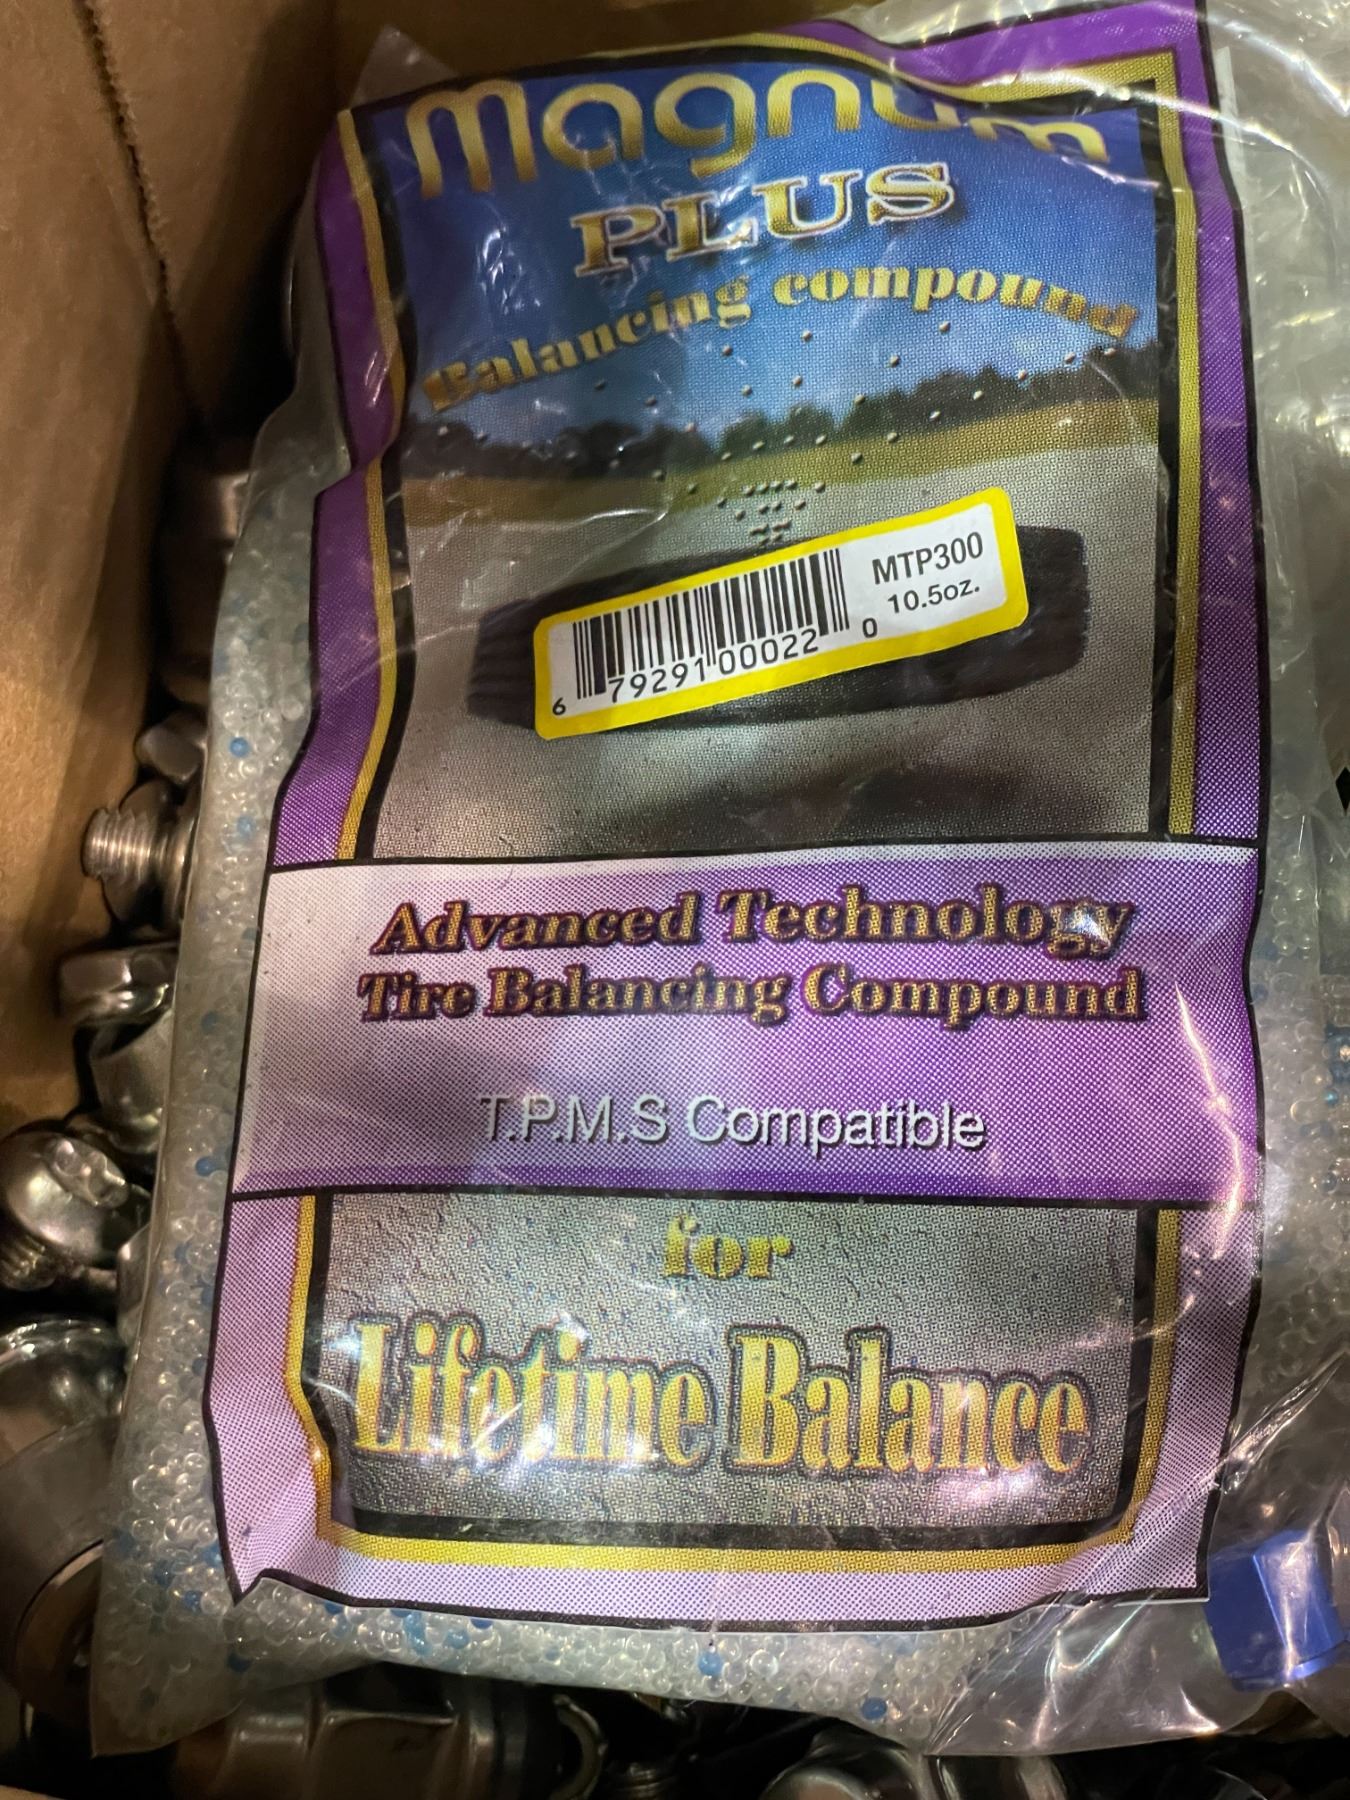 Magnum
PLUS
Balancing compound
MTP300
10.5oz.
6 79291 00022 0
Advanced Technology
Tire Balancing Compound
T.P.M.S Compatible
for
Lifetime Balance